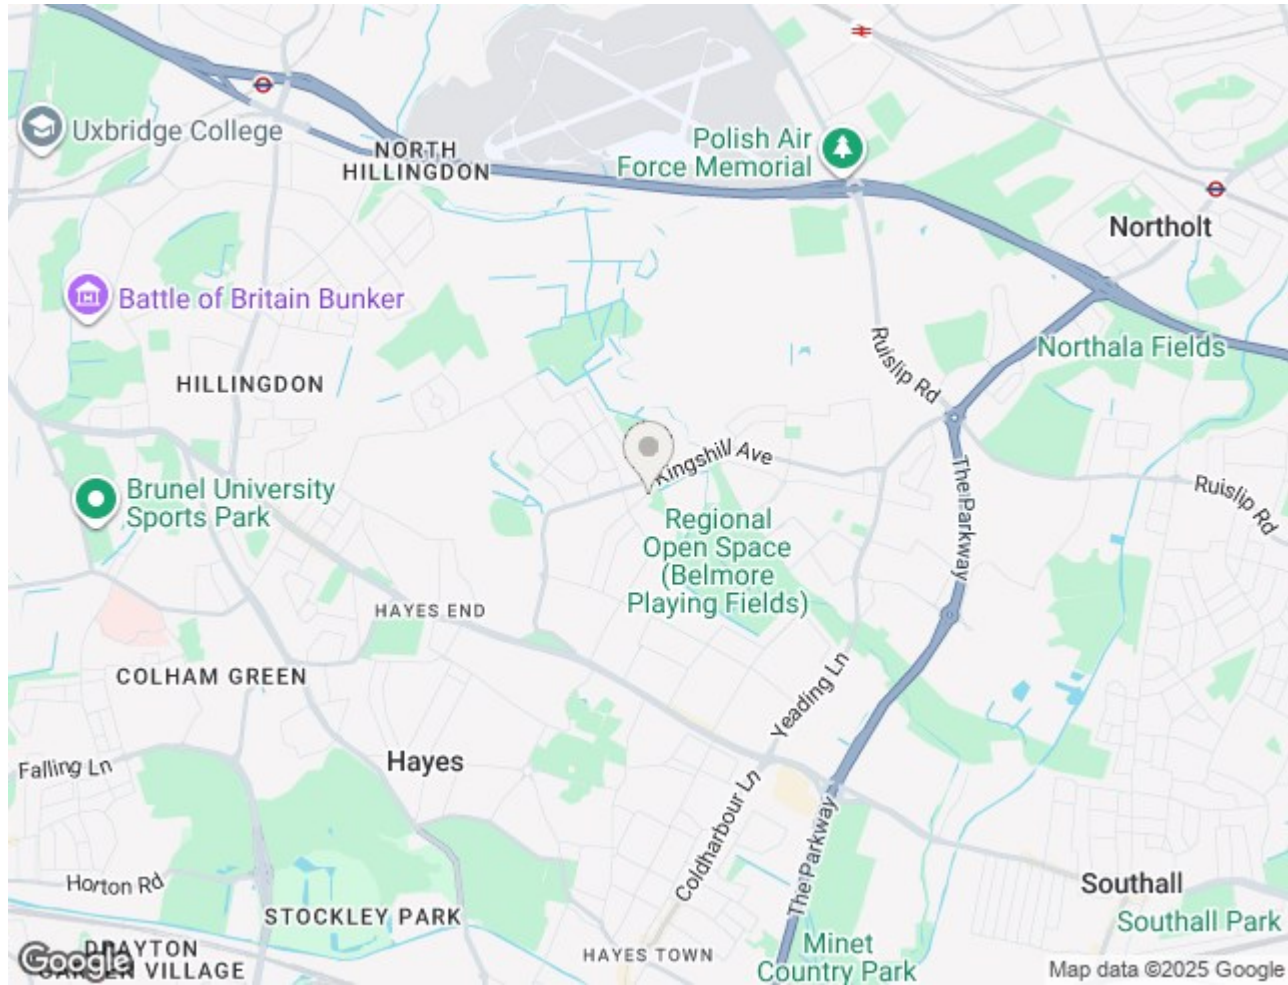 Uxbridge College
NORTH
HILLINGDON
Polish Air
Force Memorial
Northolt
Battle of Britain Bunker
Ruislip Rd
Northala Fields
HILLINGDON
Kingshill Ave
The Parkway
Ruislip Rd
Brunel University
Sports Park
Regional
Open Space
(Belmore
Playing Fields)
HAYES END
COLHAM GREEN
Yeading Ln
Hayes
Falling Ln
Coldharbour Ln
The Parkway
Horton Rd
STOCKLEY PARK
Southall
Southall Park
HAYES TOWN
Minet
Country Park
DRAYTON
GARDEN VILLAGE
Google
Map data ©2025 Google